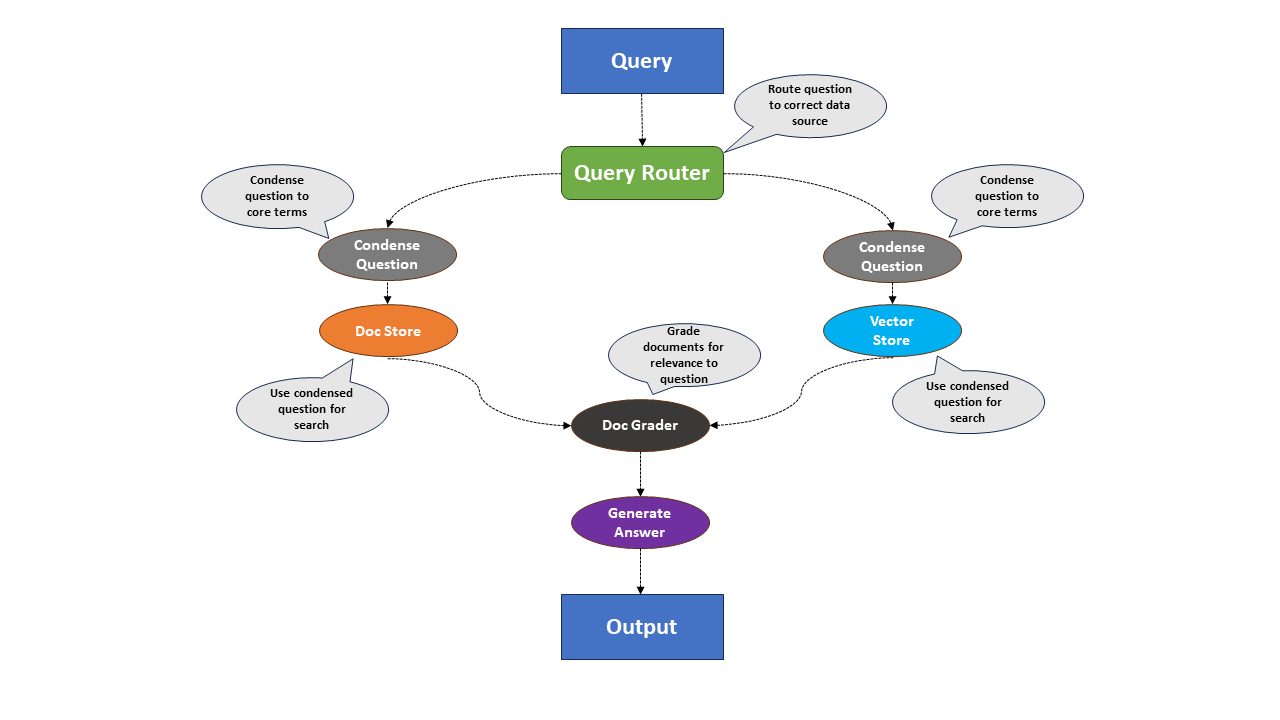 Query
Route question
to correct data
source
Query Router
Condense
question to
core terms
Condense
question to
core terms
Condense
Question
Condense
Question
Doc Store
Vector
Store
Grade
documents for
relevance to
question
Use condensed
question for
search
Use condensed
question for
search
Doc Grader
Generate
Answer
Output